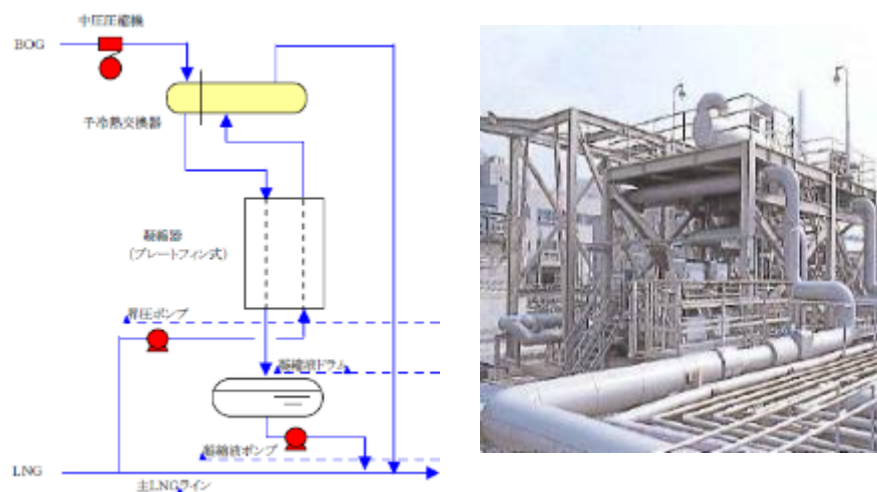 中圧圧縮機
BOG
予冷熱交換器
凝縮器
(プレートフィン式)
昇圧ポンプ
凝縮液ドラム
凝縮液ポンプ
LNG
主LNGライン